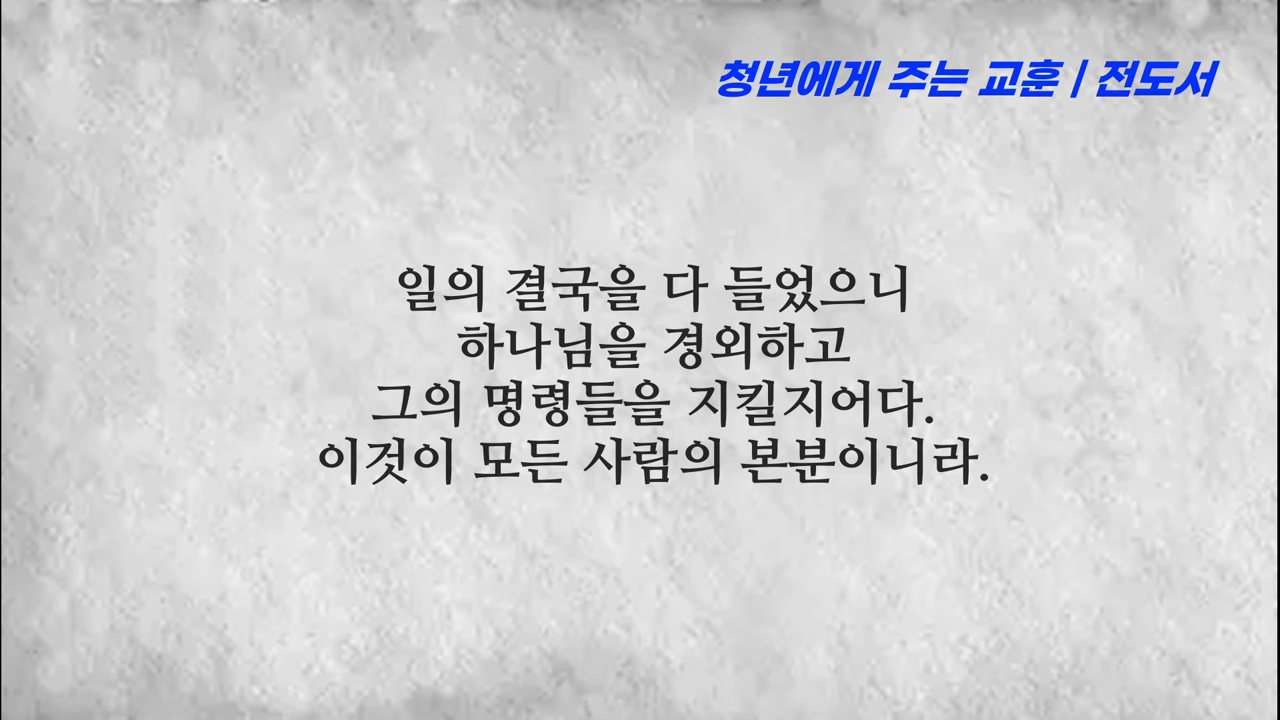 청년에게 주는 교훈 / 전도서
일의 결국을 다 들었으니
하나님을 경외하고
그의 명령들을 지킬지어다.
이것이 모든 사람의 본분이니라.